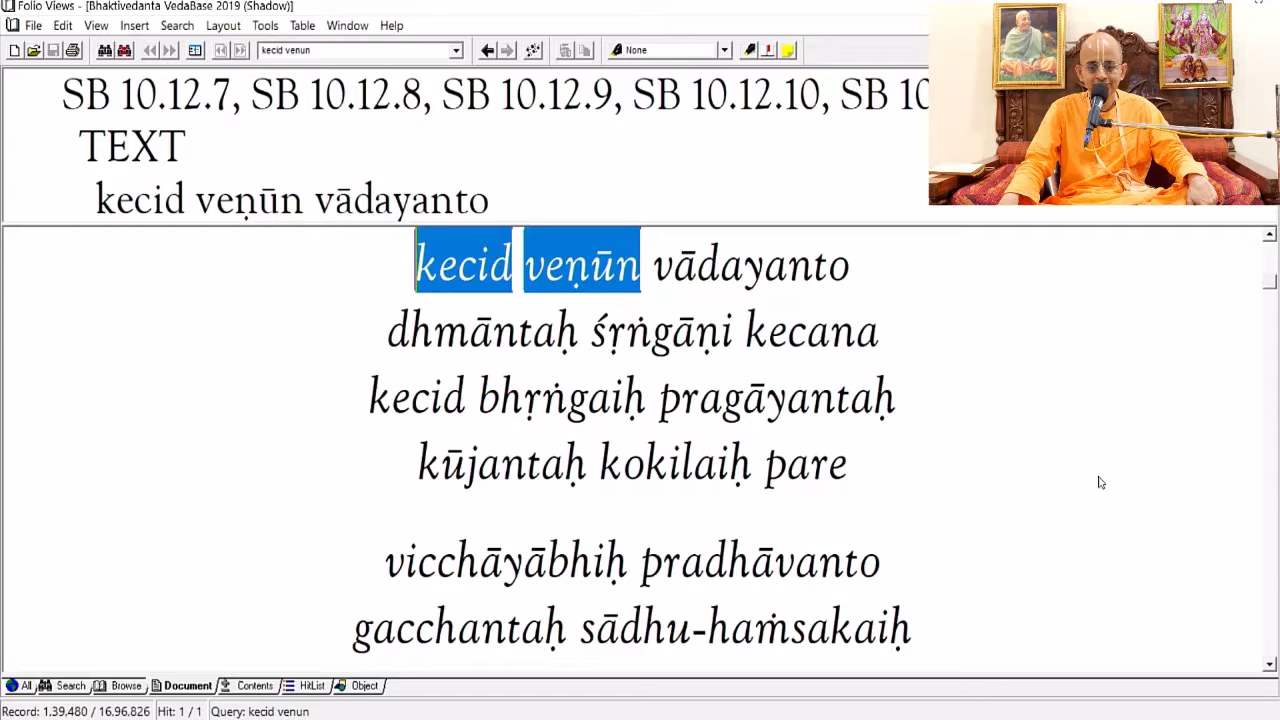 Folio Views - [Bhaktivedanta VedaBase 2019 (Shadow)]
File Edit View Insert Search Layout Tools Table Window Help
kecid venun
None
SB 10.12.7, SB 10.12.8, SB 10.12.9, SB 10.12.10, SB 10
TEXT
kecid veṇūn vādayanto
kecid veṇūn vādayanto
dhmāntaḥ śṛṅgāṇi kecana
kecid bhṛṅgaiḥ pragāyantaḥ
kūjantaḥ kokilaiḥ pare
vicchāyābhiḥ pradhāvanto
gacchantaḥ sādhu-haṁsakaiḥ
All Search Browse Document Contents HitList Object
Record: 1,39,480 / 16,96,826 Hit: 1 / 1 Query: kecid venun